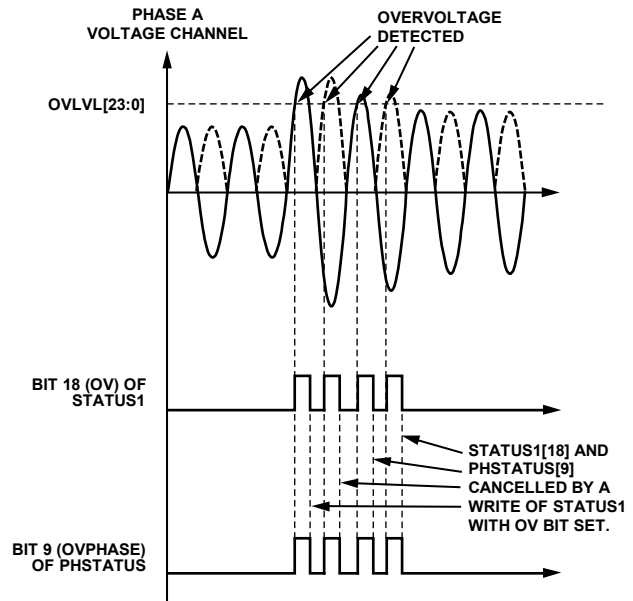 PHASE A
VOLTAGE CHANNEL
OVERVOLTAGE
DETECTED
OVLVL[23:0]
BIT 18 (OV) OF
STATUS1
STATUS1[18] AND
PHSTATUS[9]
CANCELLED BY A
WRITE OF STATUS1
WITH OV BIT SET.
BIT 9 (OVPHASE)
OF PHSTATUS